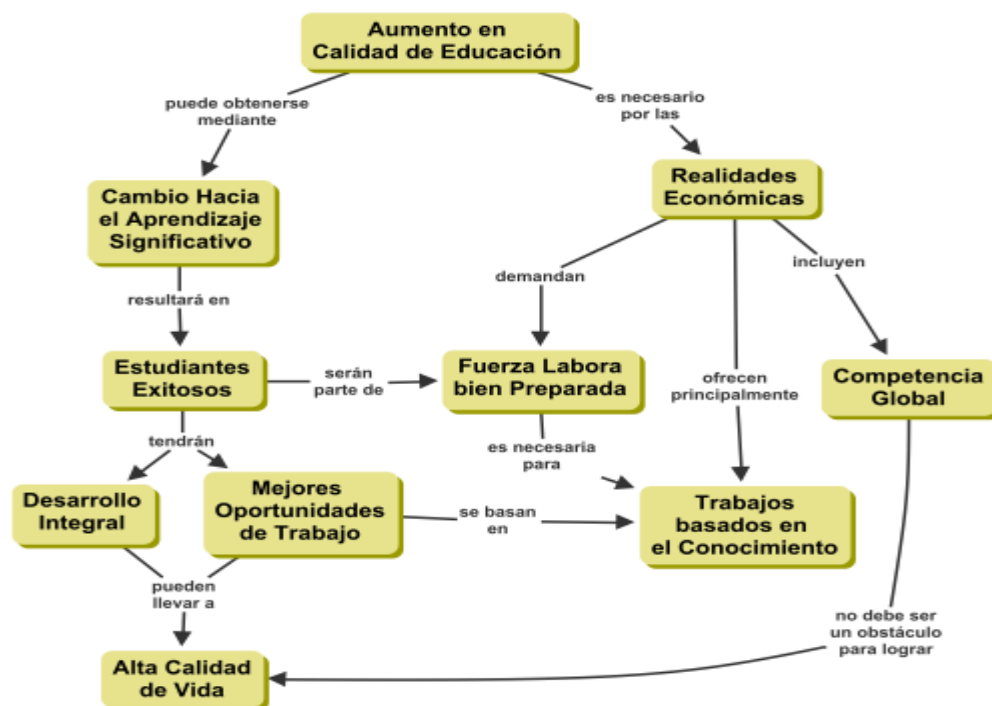 Aumento en
Calidad de Educación
puede obtenerse
mediante
es necesario
por las
Cambio Hacia
el Aprendizaje
Significativo
Realidades
Económicas
resultará en
demandan
incluyen
Estudiantes
Exitosos
serán
parte de
Fuerza Labora
bien Preparada
ofrecen
principalmente
Competencia
Global
tendrán
es necesaria
para
Desarrollo
Integral
Mejores
Oportunidades
de Trabajo
se basan
en
Trabajos
basados en
el Conocimiento
pueden
llevar a
no debe ser
un obstáculo
para lograr
Alta Calidad
de Vida